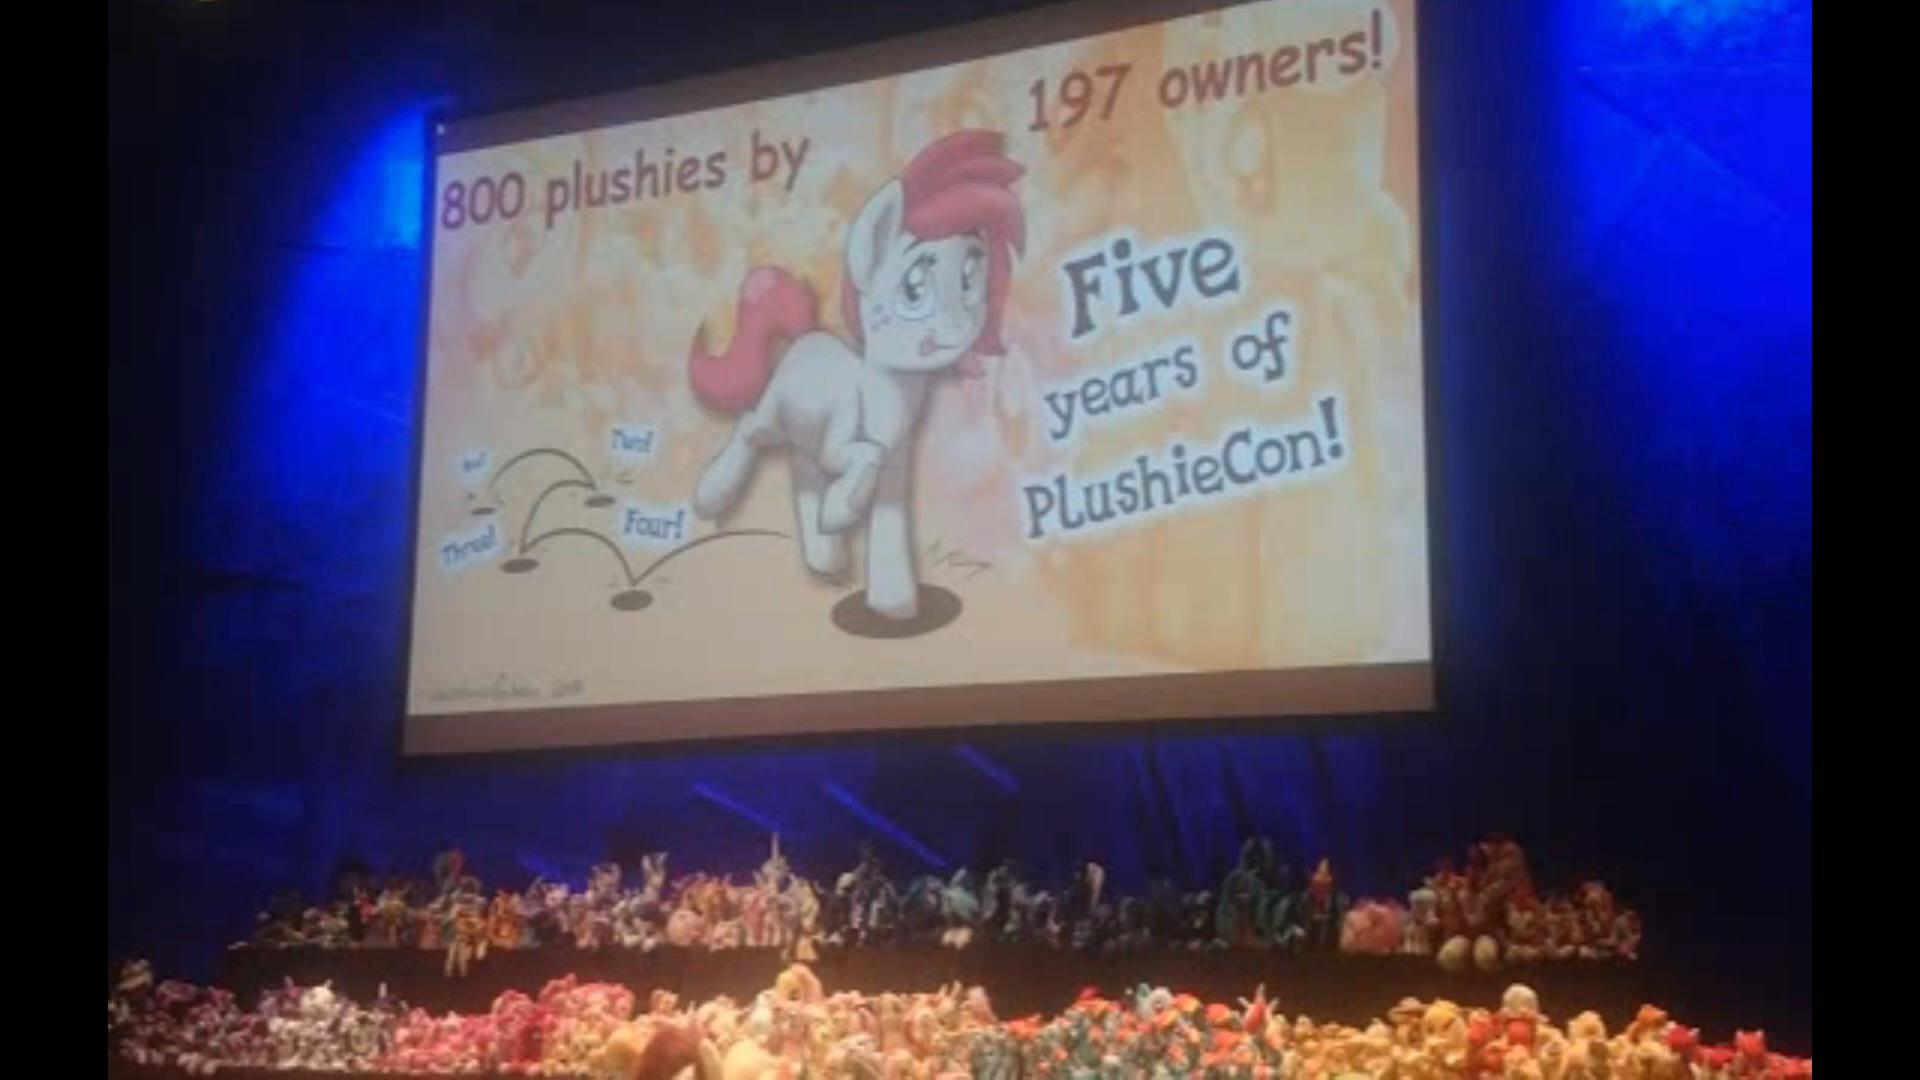 800 plushies by 197 owners!
Five
years of
PlushieCon!
Two!
Three!
Four!